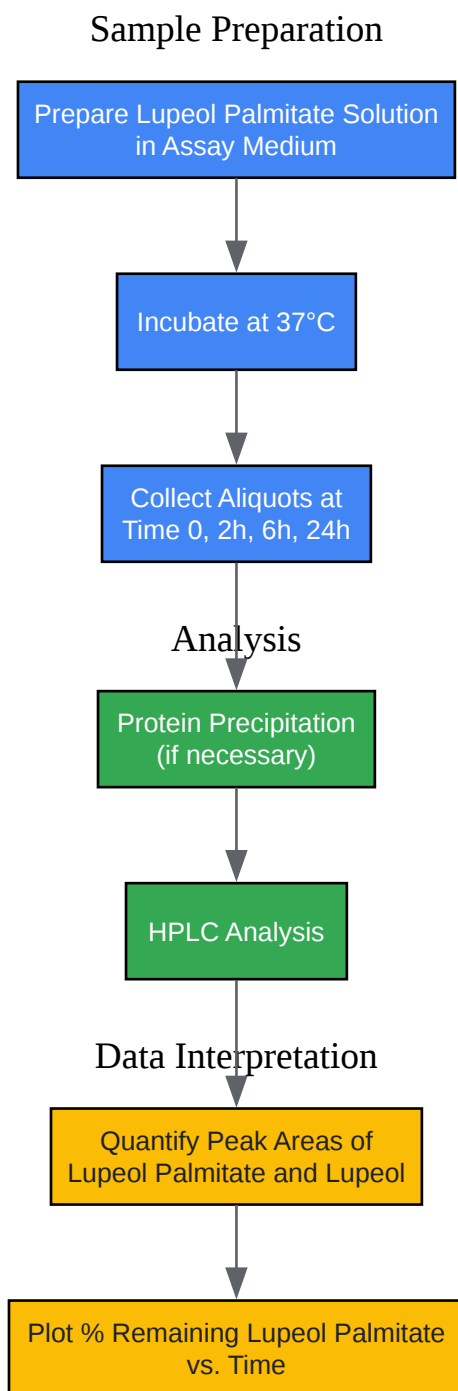 Sample Preparation
Prepare Lupeol Palmitate Solution
in Assay Medium
Incubate at 37°C
Collect Aliquots at
Time 0, 2h, 6h, 24h
Analysis
Protein Precipitation
(if necessary)
HPLC Analysis
Data Interpretation
Quantify Peak Areas of
Lupeol Palmitate and Lupeol
Plot % Remaining Lupeol Palmitate
vs. Time